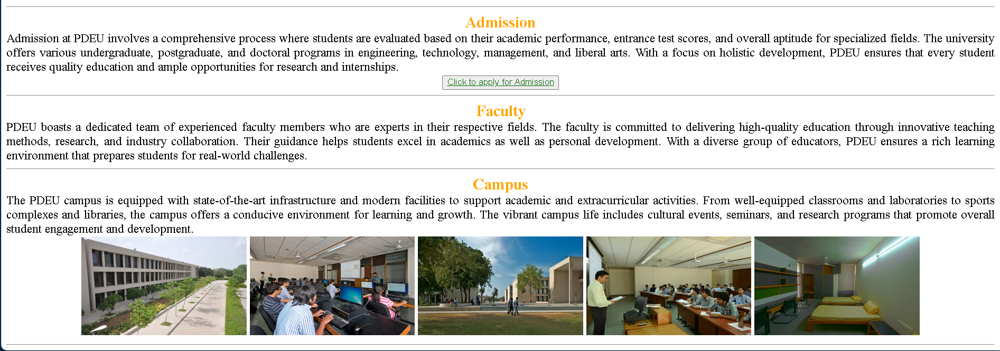 Admission
Admission at PDEU involves a comprehensive process where students are evaluated based on their academic performance, entrance test scores, and overall aptitude for specialized fields. The university
offers various undergraduate, postgraduate, and doctoral programs in engineering, technology, management, and liberal arts. With a focus on holistic development, PDEU ensures that every student
receives quality education and ample opportunities for research and internships.
Click to apply for Admission
Faculty
PDEU boasts a dedicated team of experienced faculty members who are experts in their respective fields. The faculty is committed to delivering high-quality education through innovative teaching
methods, research, and industry collaboration. Their guidance helps students excel in academics as well as personal development. With a diverse group of educators, PDEU ensures a rich learning
environment that prepares students for real-world challenges.
Campus
The PDEU campus is equipped with state-of-the-art infrastructure and modern facilities to support academic and extracurricular activities. From well-equipped classrooms and laboratories to sports
complexes and libraries, the campus offers a conducive environment for learning and growth. The vibrant campus life includes cultural events, seminars, and research programs that promote overall
student engagement and development.